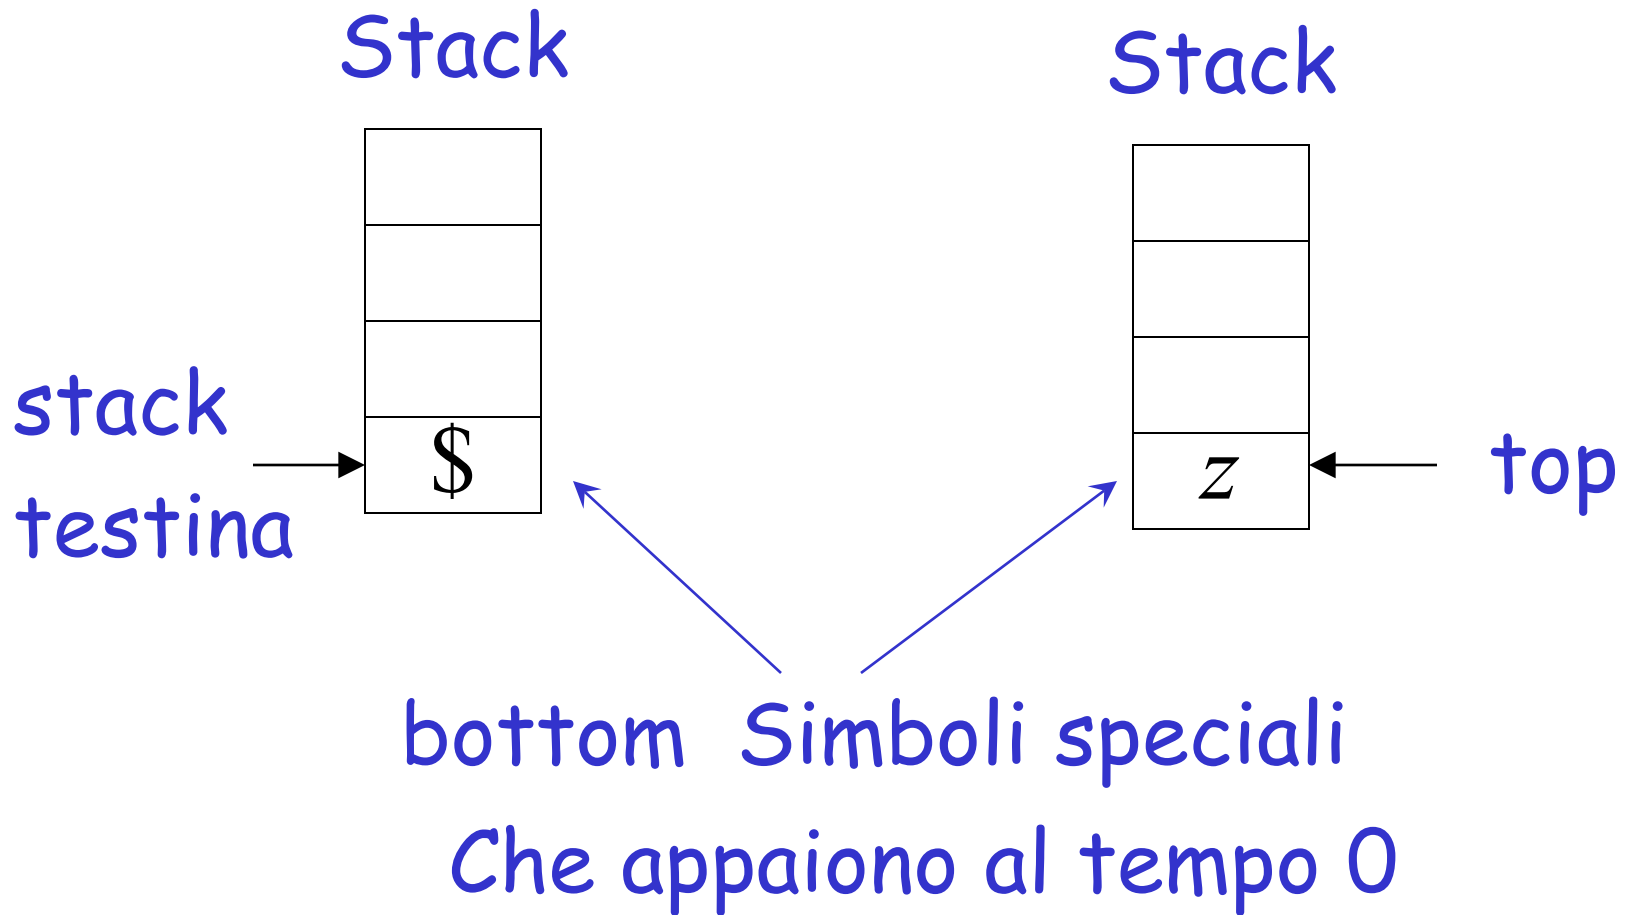 Stack
Stack
stack
testina
$
z
top
bottom Simboli speciali
Che appaiono al tempo 0